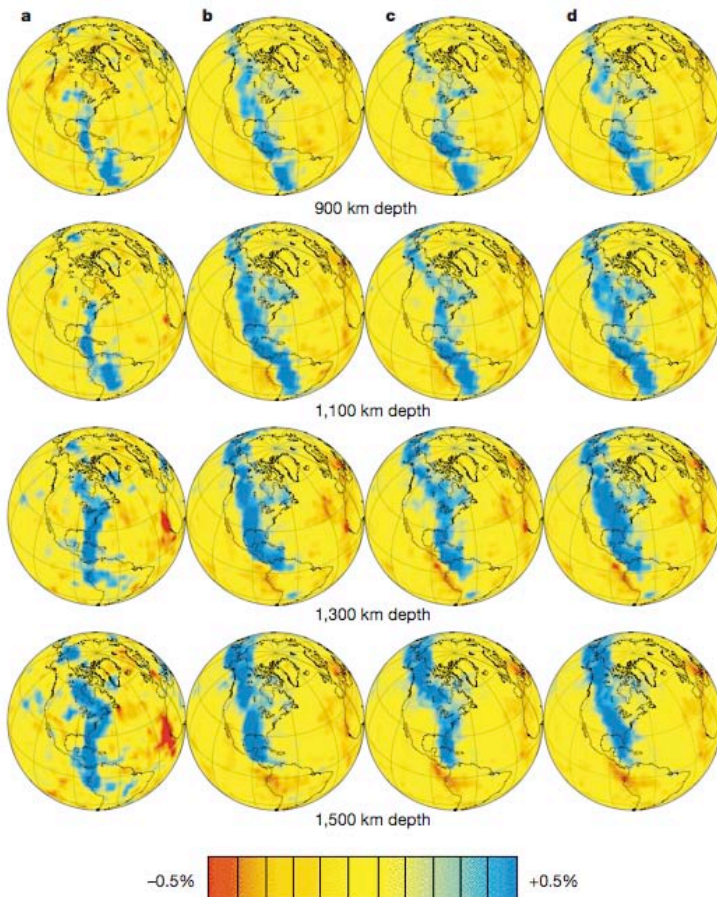 a b c d
900 km depth
1,100 km depth
1,300 km depth
1,500 km depth
–0.5% +0.5%